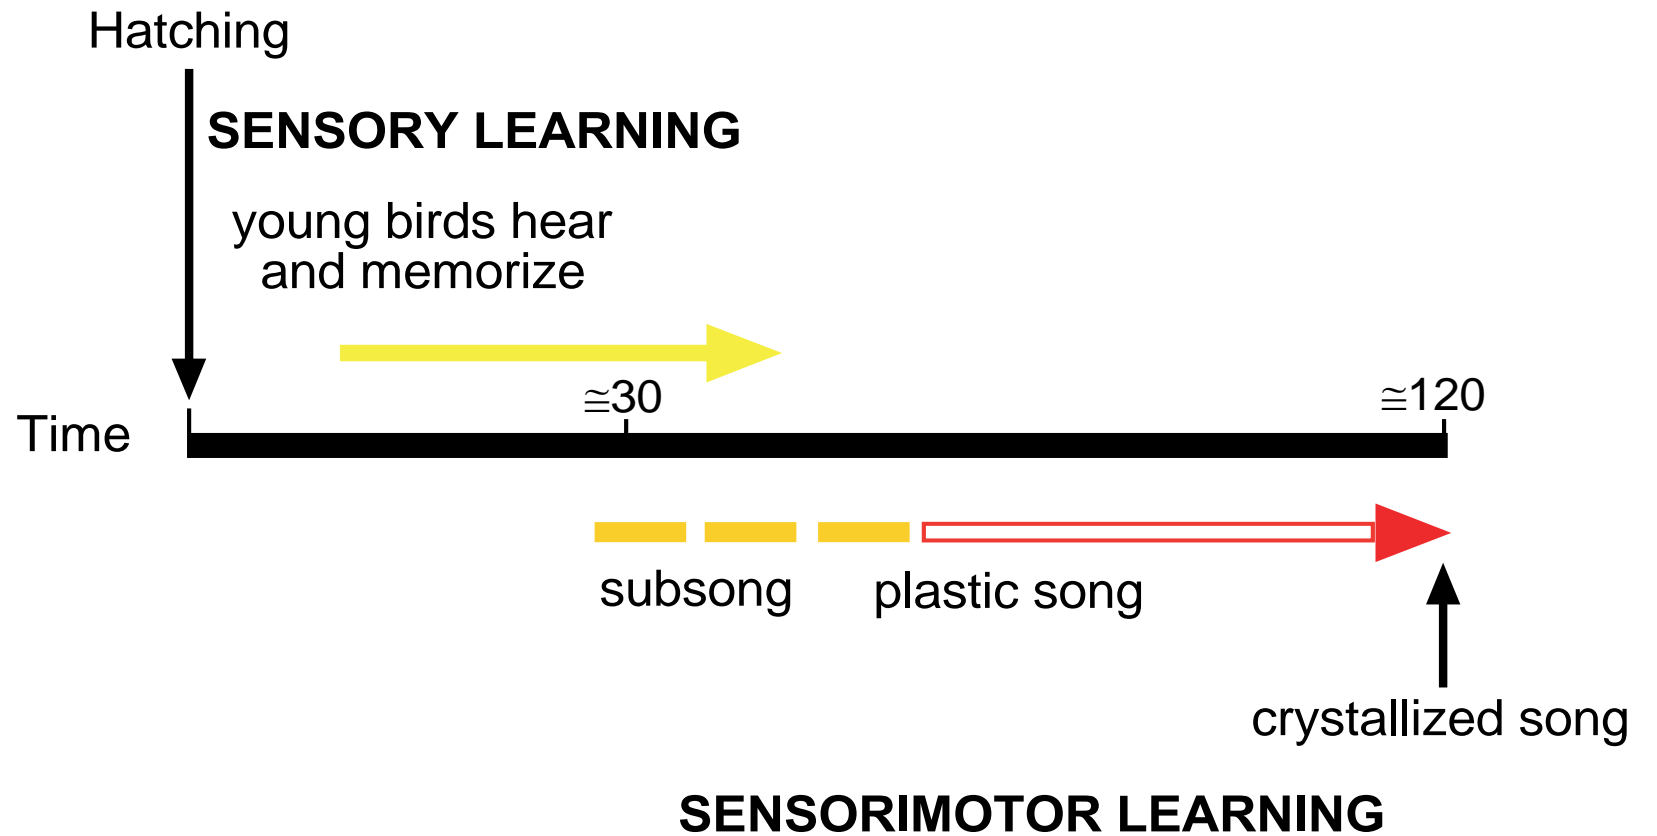 Hatching
SENSORY LEARNING
young birds hear
and memorize
≅30
≅120
Time
subsong
plastic song
crystallized song
SENSORIMOTOR LEARNING